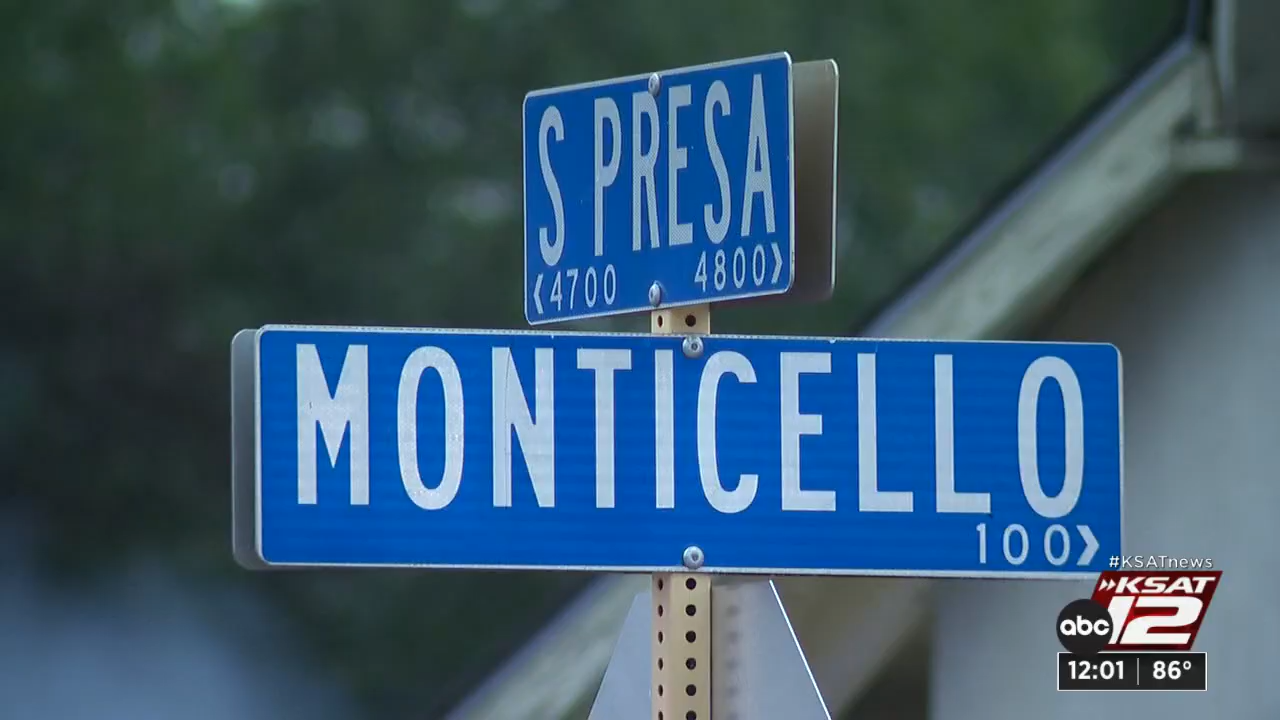 S PRESA
<4700 4800>
MONTICELLO
100>
#KSATnews
KSAT
abc 12
12:01 86°